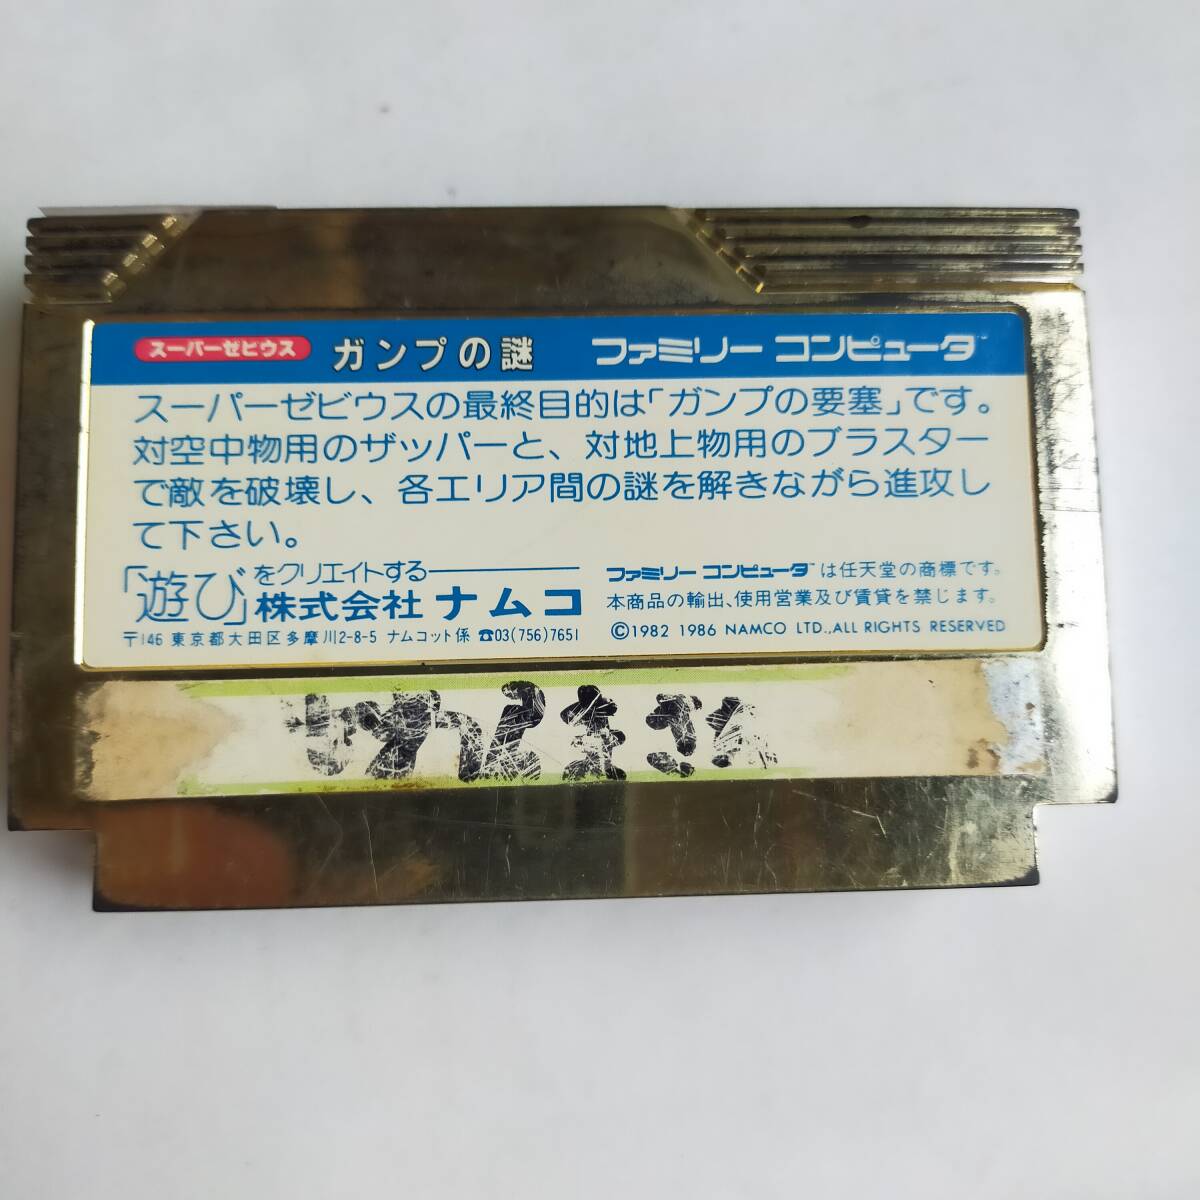 スーパーゼビウス ガンプの謎 ファミリー コンピュータ™
スーパーゼビウスの最終目的は「ガンプの要塞」です。
対空中物用のザッパーと、対地上物用のブラスター
で敵を破壊し、各エリア間の謎を解きながら進攻し
て下さい。
「遊び」をクリエイトする
株式会社 ナムコ
〒146 東京都大田区多摩川2-8-5 ナムコット係 ☎03(756)7651
ファミリー コンピュータ™は任天堂の商標です。
本商品の輸出、使用営業及び賃貸を禁じます。
©1982 1986 NAMCO LTD.,ALL RIGHTS RESERVED